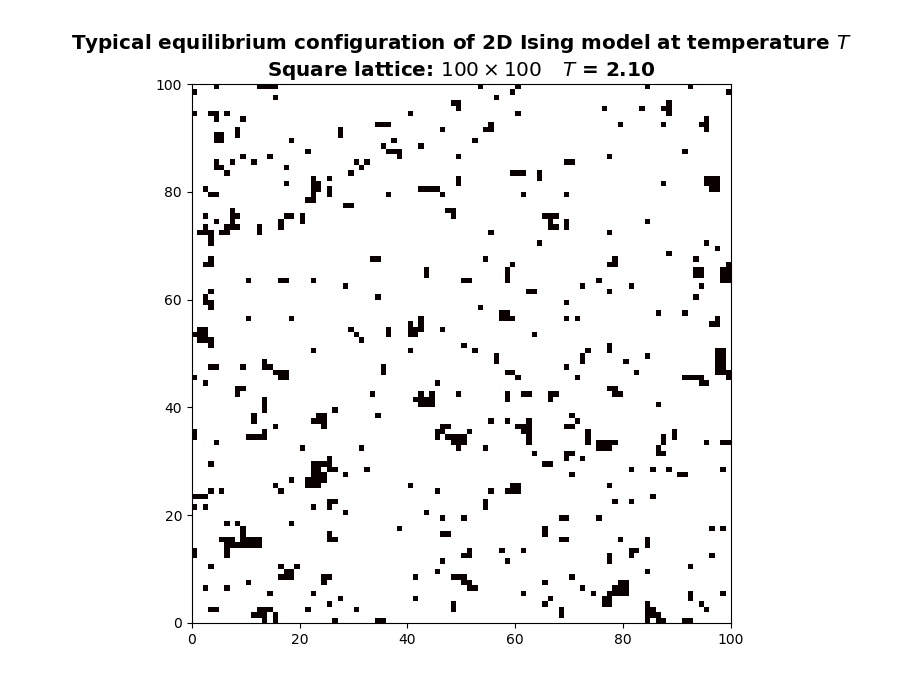 Typical equilibrium configuration of 2D Ising model at temperature T
Square lattice: 100 × 100 T = 2.10
100
80
60
40
20
0
0 20 40 60 80 100